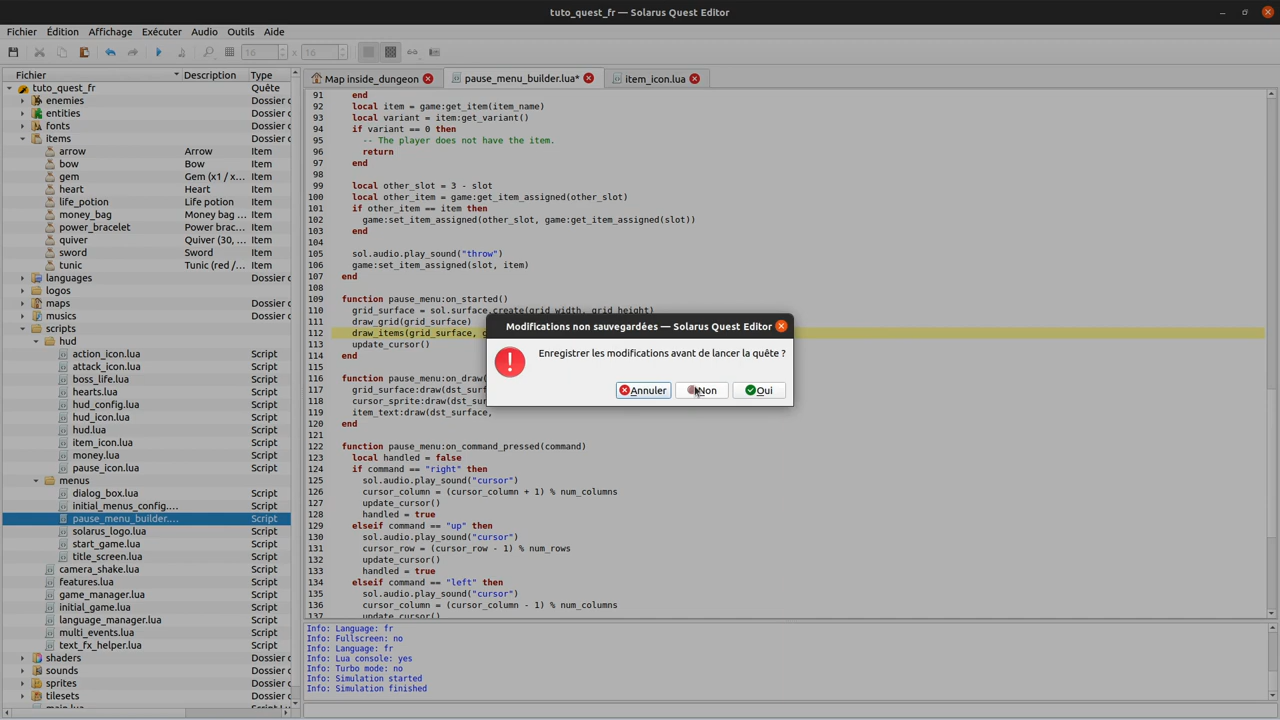 tuto_quest_fr — Solarus Quest Editor
Fichier Édition Affichage Exécuter Audio Outils Aide
16 x 16
Fichier Description Type
tuto_quest_fr Quête
enemies Dossier d
entities Dossier d
fonts Dossier d
items Dossier d
arrow Arrow Item
bow Bow Item
gem Gem (x1 / x... Item
heart Heart Item
life_potion Life potion Item
money_bag Money bag ... Item
power_bracelet Power brac... Item
quiver Quiver (30, ... Item
sword Sword Item
tunic Tunic (red /... Item
languages Dossier d
logos Dossier d
maps Dossier d
musics Dossier d
scripts Dossier d
hud Dossier d
action_icon.lua Script
attack_icon.lua Script
boss_life.lua Script
hearts.lua Script
hud_config.lua Script
hud_icon.lua Script
hud.lua Script
item_icon.lua Script
money.lua Script
pause_icon.lua Script
menus Dossier d
dialog_box.lua Script
initial_menus_config.... Script
pause_menu_builder.... Script
solarus_logo.lua Script
start_game.lua Script
title_screen.lua Script
camera_shake.lua Script
features.lua Script
game_manager.lua Script
initial_game.lua Script
language_manager.lua Script
multi_events.lua Script
text_fx_helper.lua Script
shaders Dossier d
sounds Dossier d
sprites Dossier d
tilesets Dossier d
Map inside_dungeon pause_menu_builder.lua* item_icon.lua
91 end
92 local item = game:get_item(item_name)
93 local variant = item:get_variant()
94 if variant == 0 then
95 -- The player does not have the item.
96 return
97 end
98
99 local other_slot = 3 - slot
100 local other_item = game:get_item_assigned(other_slot)
101 if other_item == item then
102 game:set_item_assigned(other_slot, game:get_item_assigned(slot))
103 end
104
105 sol.audio.play_sound("throw")
106 game:set_item_assigned(slot, item)
107 end
108
109 function pause_menu:on_started()
110 grid_surface = sol.surface.create(grid_width, grid_height)
111 draw_grid(grid_surface)
112 draw_items(grid_surface, g
113 update_cursor()
114 end
115
116 function pause_menu:on_draw(
117 grid_surface:draw(dst_surfa
118 cursor_sprite:draw(dst_surf
119 item_text:draw(dst_surface,
120 end
121
122 function pause_menu:on_command_pressed(command)
123 local handled = false
124 if command == "right" then
125 sol.audio.play_sound("cursor")
126 cursor_column = (cursor_column + 1) % num_columns
127 update_cursor()
128 handled = true
129 elseif command == "up" then
130 sol.audio.play_sound("cursor")
131 cursor_row = (cursor_row - 1) % num_rows
132 update_cursor()
133 handled = true
134 elseif command == "left" then
135 sol.audio.play_sound("cursor")
136 cursor_column = (cursor_column - 1) % num_columns
137 update_cursor()
Modifications non sauvegardées — Solarus Quest Editor
Enregistrer les modifications avant de lancer la quête ?
Annuler Non Oui
Info: Language: fr
Info: Fullscreen: no
Info: Language: fr
Info: Lua console: yes
Info: Turbo mode: no
Info: Simulation started
Info: Simulation finished